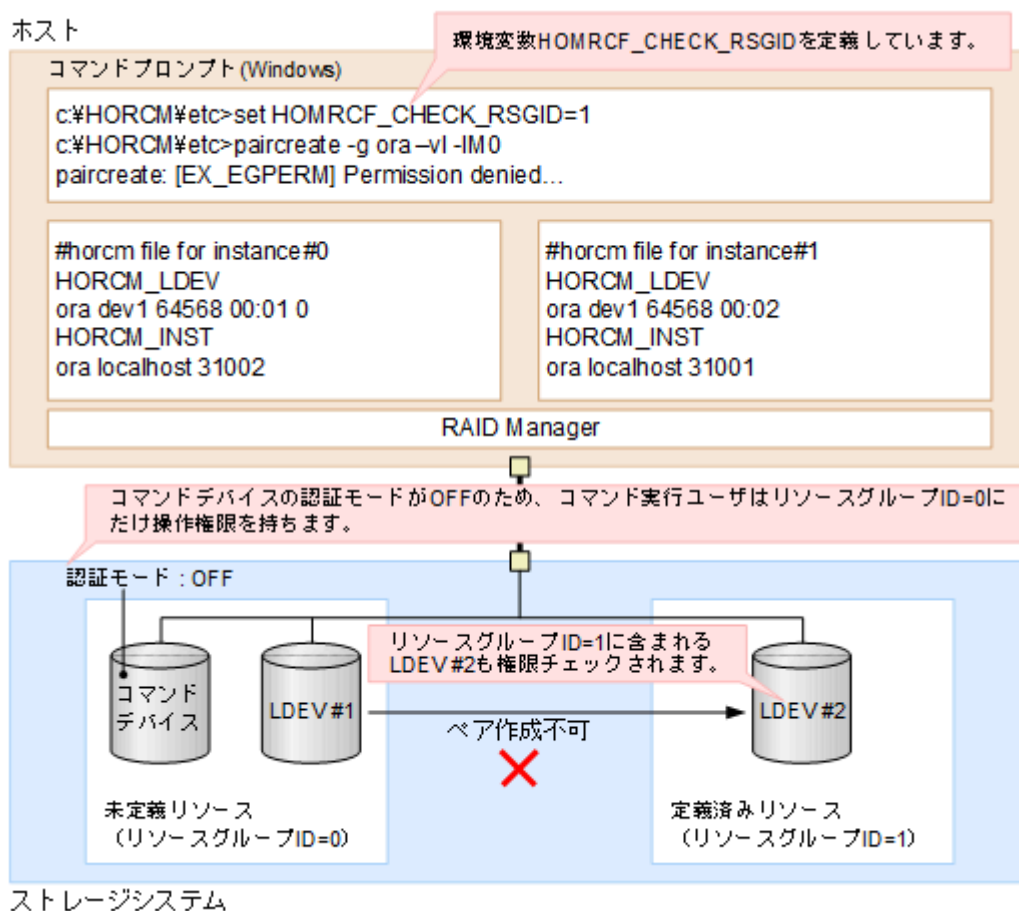 ホスト
環境変数HOMRCF_CHECK_RSGIDを定義しています。
コマンドプロンプト(Windows)
c:¥HORCM¥etc>set HOMRCF_CHECK_RSGID=1
c:¥HORCM¥etc>paircreate -g ora –vl -IM0
paircreate: [EX_EGPERM] Permission denied…
#horcm file for instance#0
HORCM_LDEV
ora dev1 64568 00:01 0
HORCM_INST
ora localhost 31002
#horcm file for instance#1
HORCM_LDEV
ora dev1 64568 00:02
HORCM_INST
ora localhost 31001
RAID Manager
コマンドデバイスの認証モードがOFFのため、コマンド実行ユーザはリソースグループID=0に
だけ操作権限を持ちます。
認証モード：OFF
リソースグループID=1に含まれる
LDEV#2も権限チェックされます。
コマンド
デバイス
LDEV#1
LDEV#2
ペア作成不可
未定義リソース
（リソースグループID=0）
定義済みリソース
（リソースグループID=1）
ストレージシステム